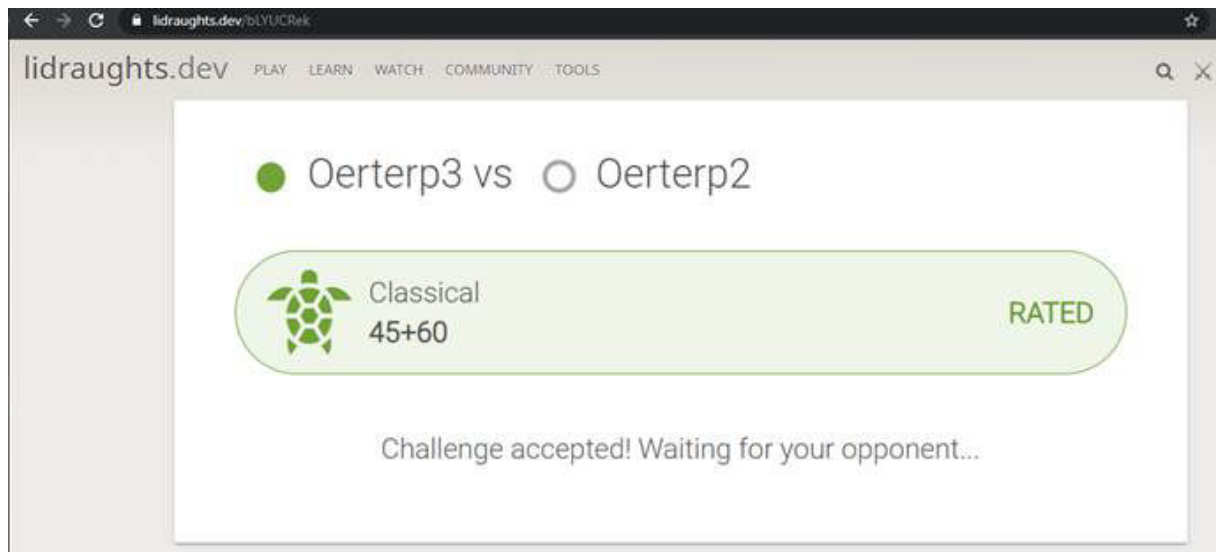 lidraughts.dev/bLYUCRek
lidraughts.dev PLAY LEARN WATCH COMMUNITY TOOLS
Oerterp3 vs Oerterp2
Classical
45+60
RATED
Challenge accepted! Waiting for your opponent...